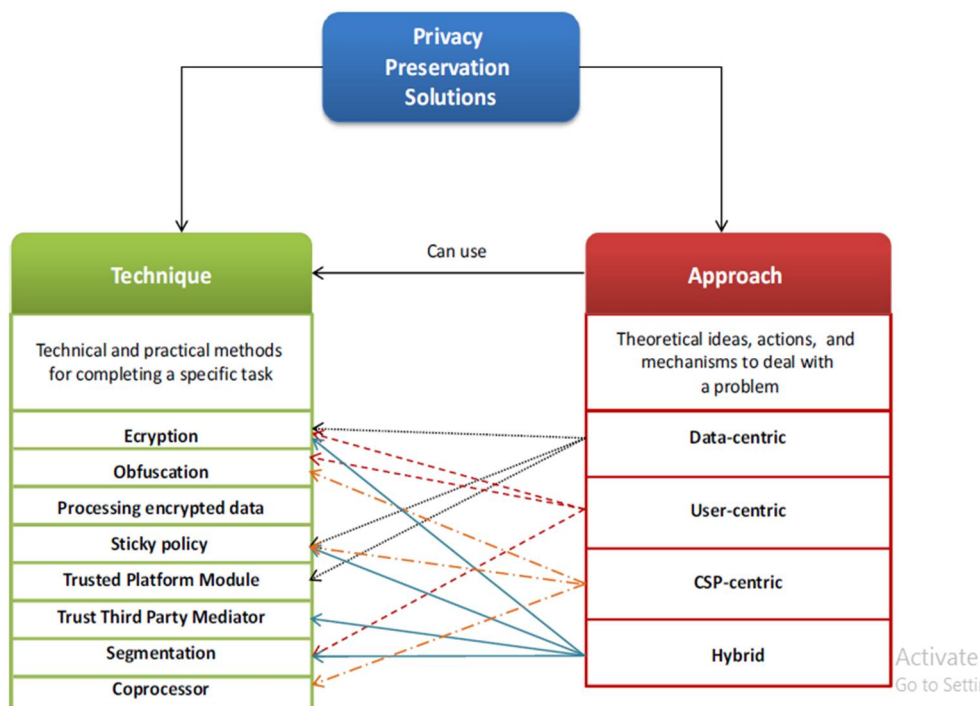 Privacy
Preservation
Solutions
Can use
Technique
Technical and practical methods
for completing a specific task
Ecryption
Obfuscation
Processing encrypted data
Sticky policy
Trusted Platform Module
Trust Third Party Mediator
Segmentation
Coprocessor
Approach
Theoretical ideas, actions, and
mechanisms to deal with
a problem
Data-centric
User-centric
CSP-centric
Hybrid
Activate
Go to Setti